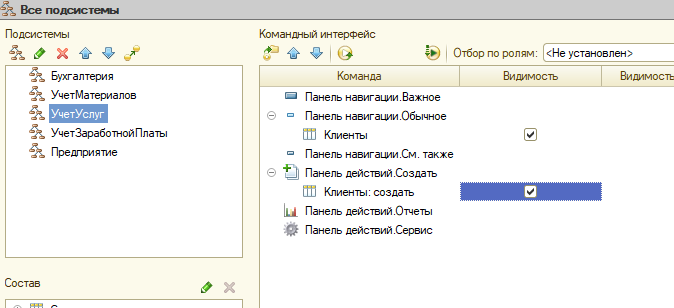 Все подсистемы
Подсистемы
Бухгалтерия
УчетМатериалов
УчетУслуг
УчетЗаработнойПлаты
Предприятие
Состав
Командный интерфейс
Отбор по ролям: <Не установлен>
Команда Видимость Видимость
Панель навигации.Важное
Панель навигации.Обычное
Клиенты
Панель навигации.См. также
Панель действий.Создать
Клиенты: создать
Панель действий.Отчеты
Панель действий.Сервис